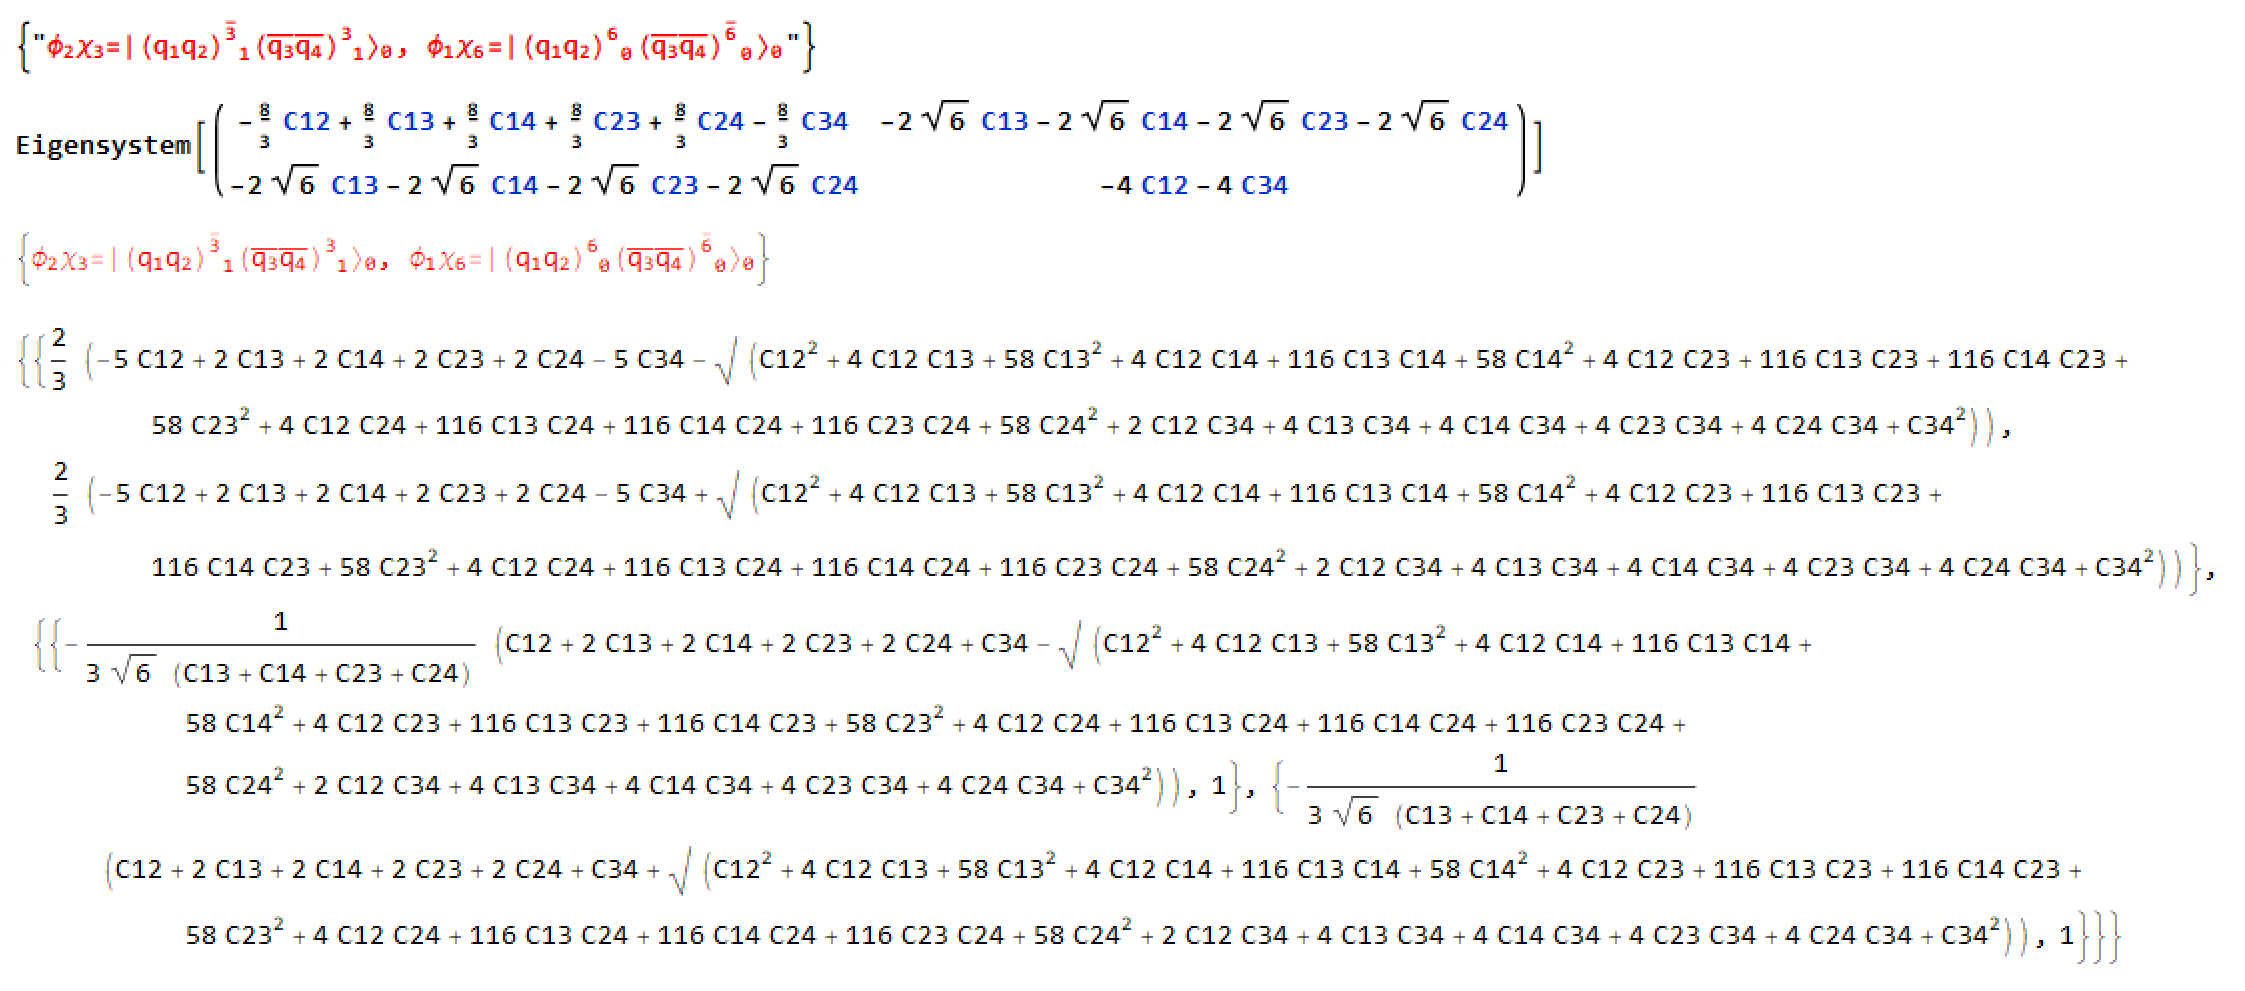 {"ϕ₂χ₃=|(q₁q₂)^3̄ ₁(q̅₃q̅₄)^3 ₁⟩₀, ϕ₁χ₆=|(q₁q₂)^6 ₀(q̅₃q̅₄)^6̄ ₀⟩₀"}
Eigensystem[(-8/3 C12 + 8/3 C13 + 8/3 C14 + 8/3 C23 + 8/3 C24 - 8/3 C34 -2 √6 C13 - 2 √6 C14 - 2 √6 C23 - 2 √6 C24
-2 √6 C13 - 2 √6 C14 - 2 √6 C23 - 2 √6 C24 -4 C12 - 4 C34)]
{ϕ₂χ₃=|(q₁q₂)^3̄ ₁(q̅₃q̅₄)^3 ₁⟩₀, ϕ₁χ₆=|(q₁q₂)^6 ₀(q̅₃q̅₄)^6̄ ₀⟩₀}
{{2/3 (-5 C12 + 2 C13 + 2 C14 + 2 C23 + 2 C24 - 5 C34 - √(C12² + 4 C12 C13 + 58 C13² + 4 C12 C14 + 116 C13 C14 + 58 C14² + 4 C12 C23 + 116 C13 C23 + 116 C14 C23 +
58 C23² + 4 C12 C24 + 116 C13 C24 + 116 C14 C24 + 116 C23 C24 + 58 C24² + 2 C12 C34 + 4 C13 C34 + 4 C14 C34 + 4 C23 C34 + 4 C24 C34 + C34²)),
2/3 (-5 C12 + 2 C13 + 2 C14 + 2 C23 + 2 C24 - 5 C34 + √(C12² + 4 C12 C13 + 58 C13² + 4 C12 C14 + 116 C13 C14 + 58 C14² + 4 C12 C23 + 116 C13 C23 +
116 C14 C23 + 58 C23² + 4 C12 C24 + 116 C13 C24 + 116 C14 C24 + 116 C23 C24 + 58 C24² + 2 C12 C34 + 4 C13 C34 + 4 C14 C34 + 4 C23 C34 + 4 C24 C34 + C34²))},
{{-1/(3 √6 (C13 + C14 + C23 + C24)) (C12 + 2 C13 + 2 C14 + 2 C23 + 2 C24 + C34 - √(C12² + 4 C12 C13 + 58 C13² + 4 C12 C14 + 116 C13 C14 +
58 C14² + 4 C12 C23 + 116 C13 C23 + 116 C14 C23 + 58 C23² + 4 C12 C24 + 116 C13 C24 + 116 C14 C24 + 116 C23 C24 +
58 C24² + 2 C12 C34 + 4 C13 C34 + 4 C14 C34 + 4 C23 C34 + 4 C24 C34 + C34²)), 1}, {-1/(3 √6 (C13 + C14 + C23 + C24))
(C12 + 2 C13 + 2 C14 + 2 C23 + 2 C24 + C34 + √(C12² + 4 C12 C13 + 58 C13² + 4 C12 C14 + 116 C13 C14 + 58 C14² + 4 C12 C23 + 116 C13 C23 + 116 C14 C23 +
58 C23² + 4 C12 C24 + 116 C13 C24 + 116 C14 C24 + 116 C23 C24 + 58 C24² + 2 C12 C34 + 4 C13 C34 + 4 C14 C34 + 4 C23 C34 + 4 C24 C34 + C34²)), 1}}}